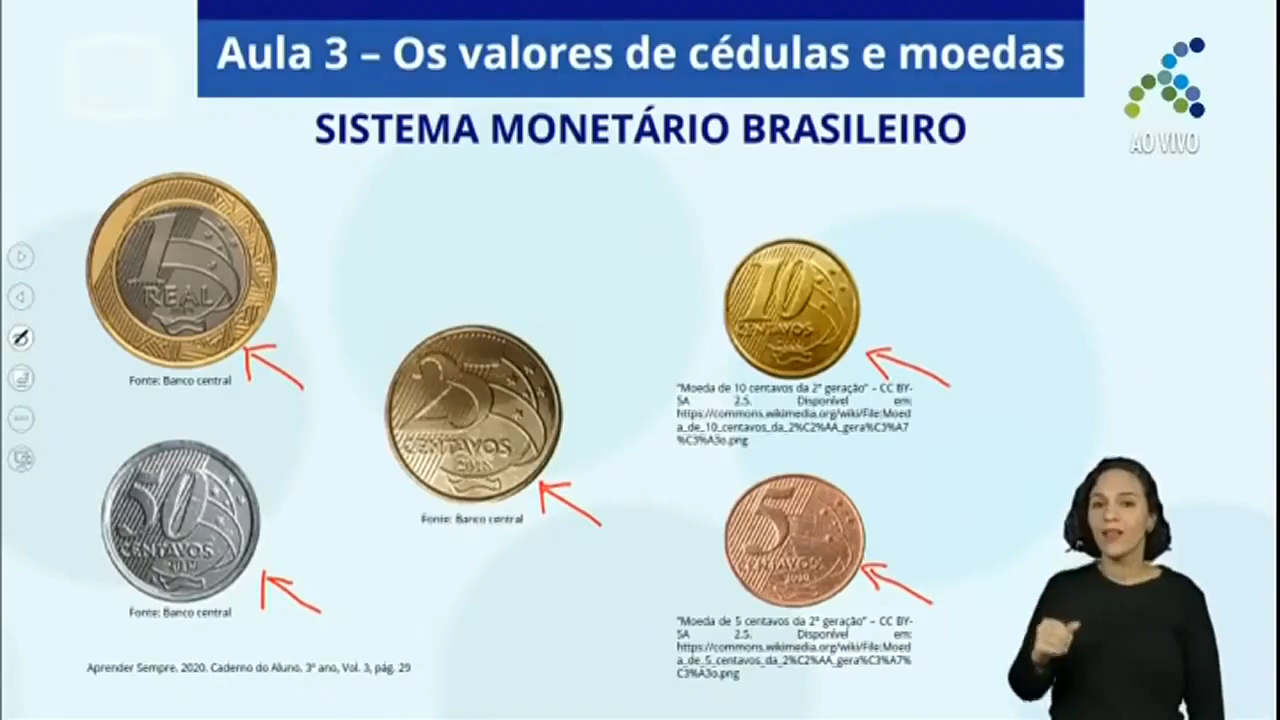 Aula 3 – Os valores de cédulas e moedas
SISTEMA MONETÁRIO BRASILEIRO
AO VIVO
1
REAL
Fonte: Banco central
50
CENTAVOS
2019
Fonte: Banco central
25
CENTAVOS
Fonte: Banco central
10
CENTAVOS
"Moeda de 10 centavos da 2ª geração" – CC BY-
SA 2.5. Disponível em:
https://commons.wikimedia.org/wiki/File:Moed
a_de_10_centavos_da_2%C2%AA_gera%C3%A7
%C3%A3o.png
5
CENTAVOS
"Moeda de 5 centavos da 2ª geração" – CC BY-
SA 2.5. Disponível em:
https://commons.wikimedia.org/wiki/File:Moed
a_de_5_centavos_da_2%C2%AA_gera%C3%A7%
C3%A3o.png
Aprender Sempre. 2020. Caderno do Aluno. 3º ano, Vol. 3, pág. 29